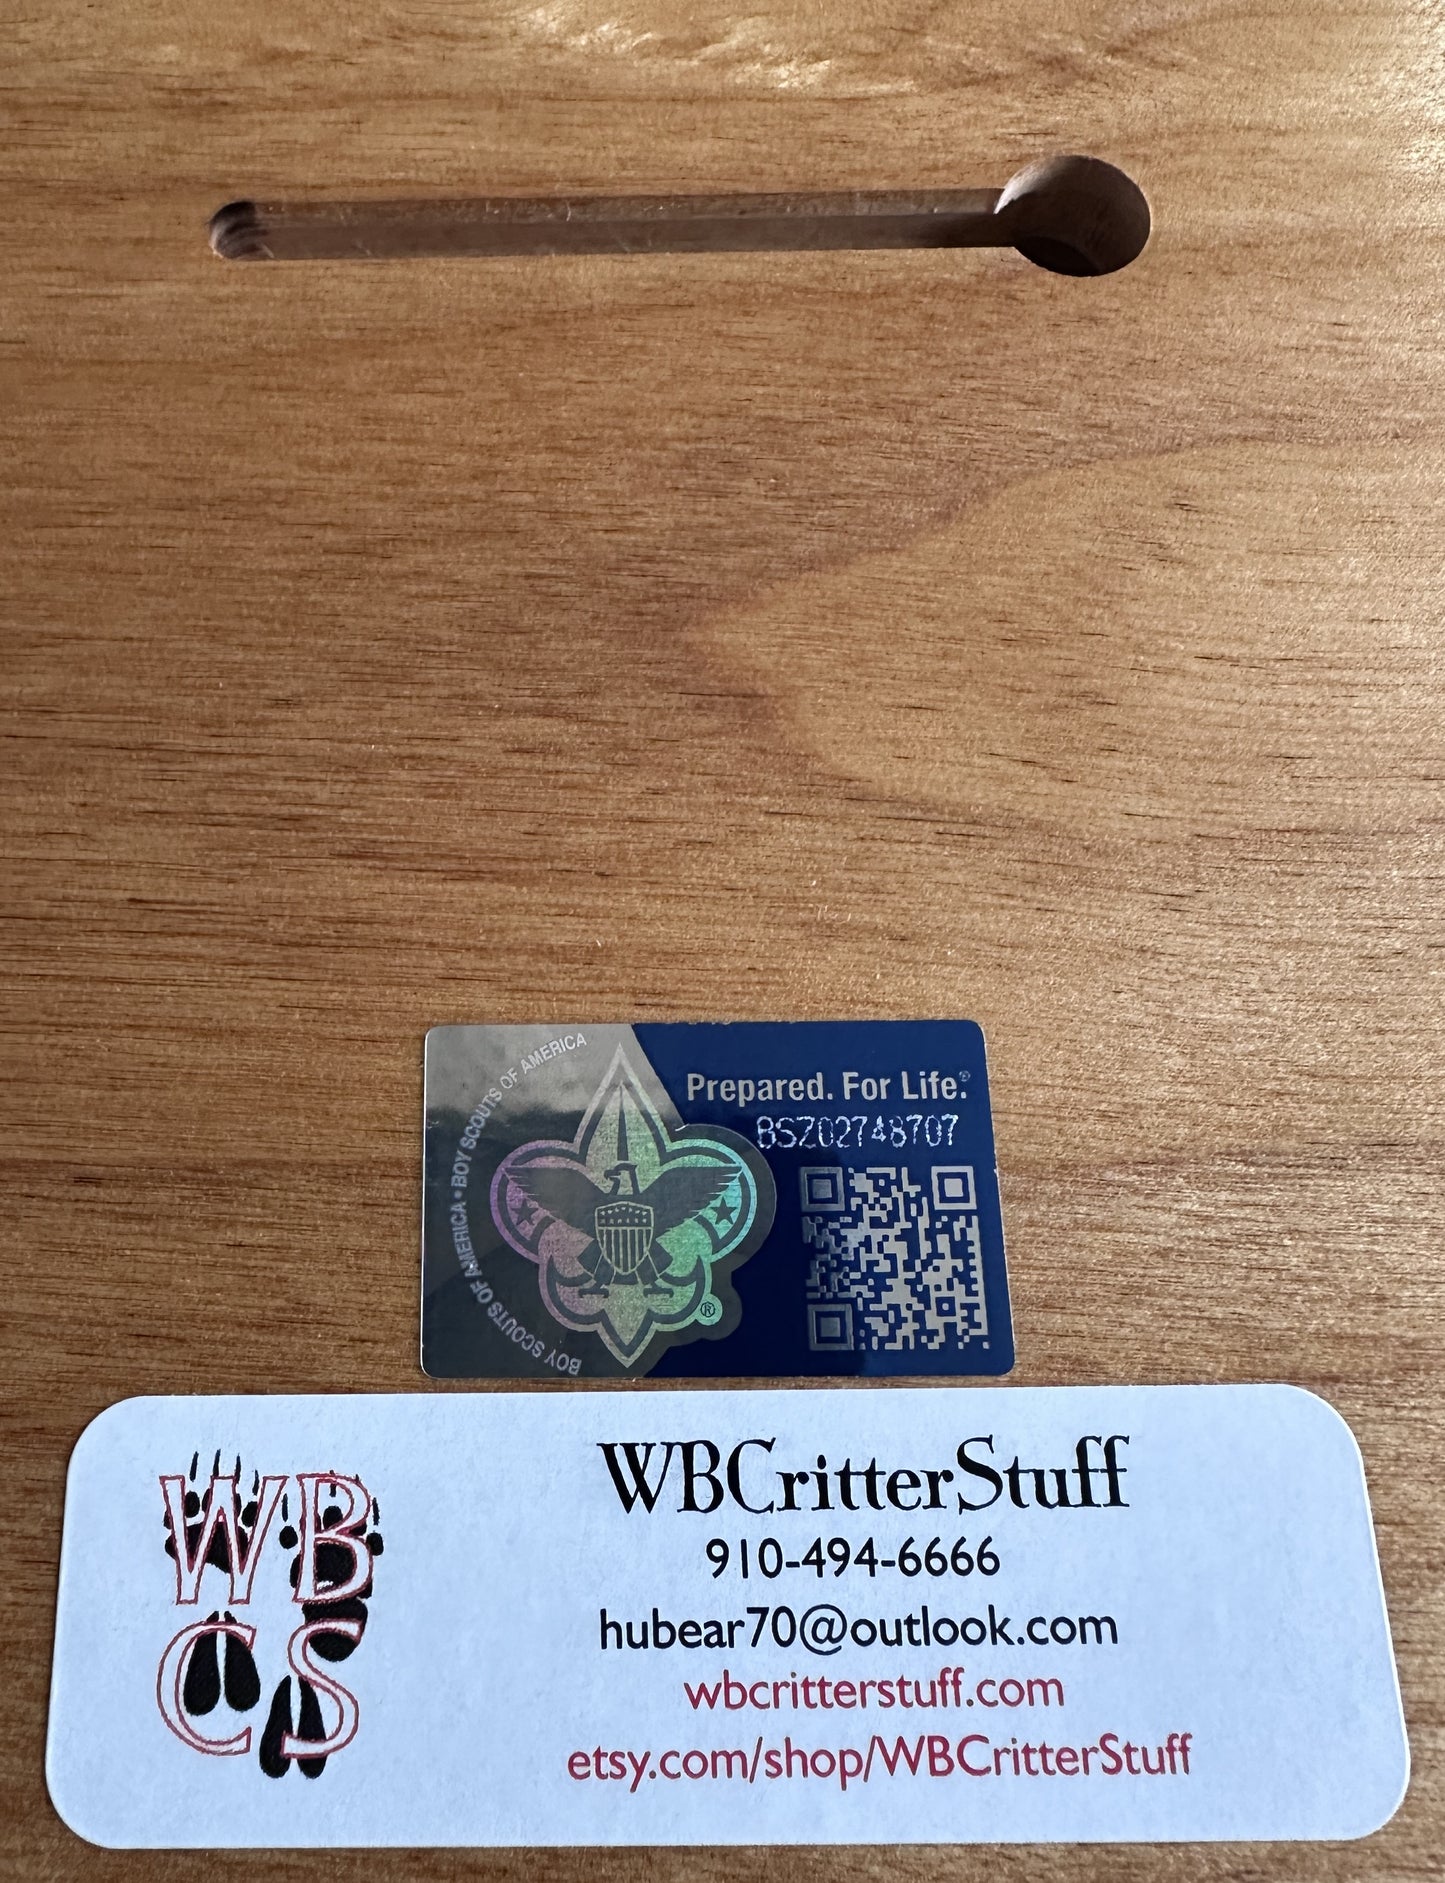 BOY SCOUTS OF AMERICA • BOY SCOUTS OF AMERICA
Prepared. For Life.®
BSZ02748707
®
WB
CS
WBCritterStuff
910-494-6666
hubear70@outlook.com
wbcritterstuff.com
etsy.com/shop/WBCritterStuff